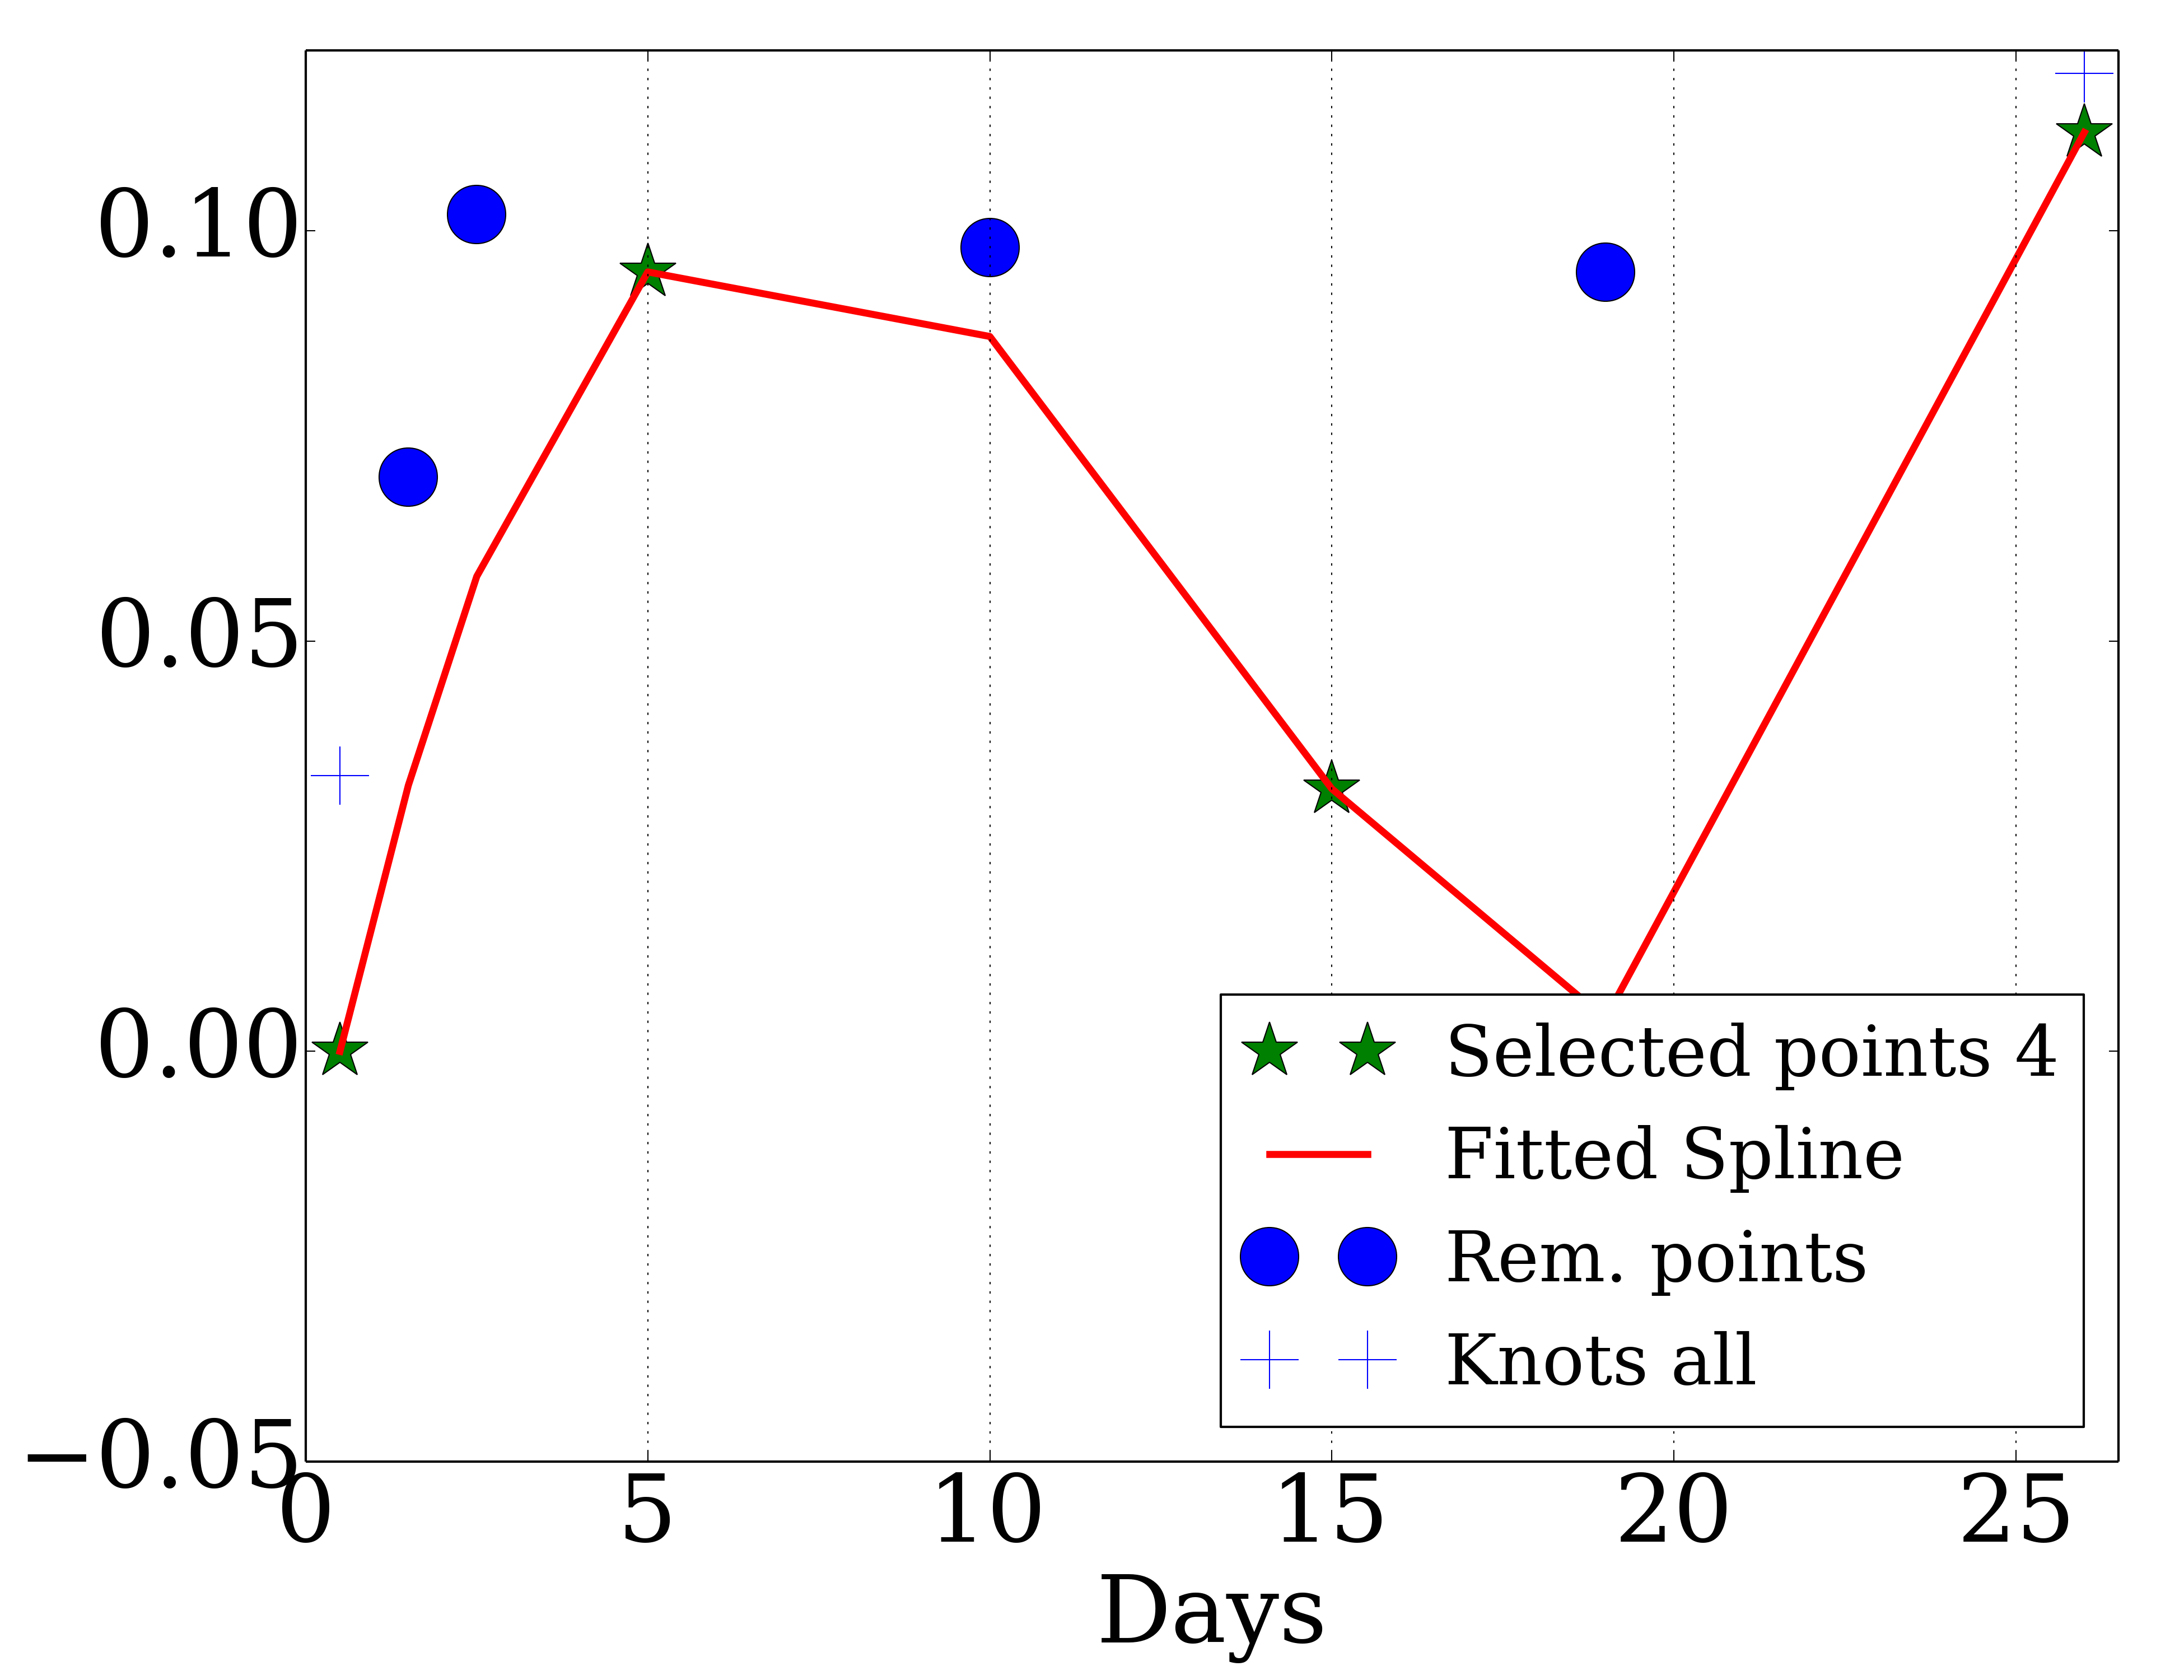 0.10
0.05
0.00
−0.05
0
5
10
15
20
25
Days
Selected points 4
Fitted Spline
Rem. points
Knots all